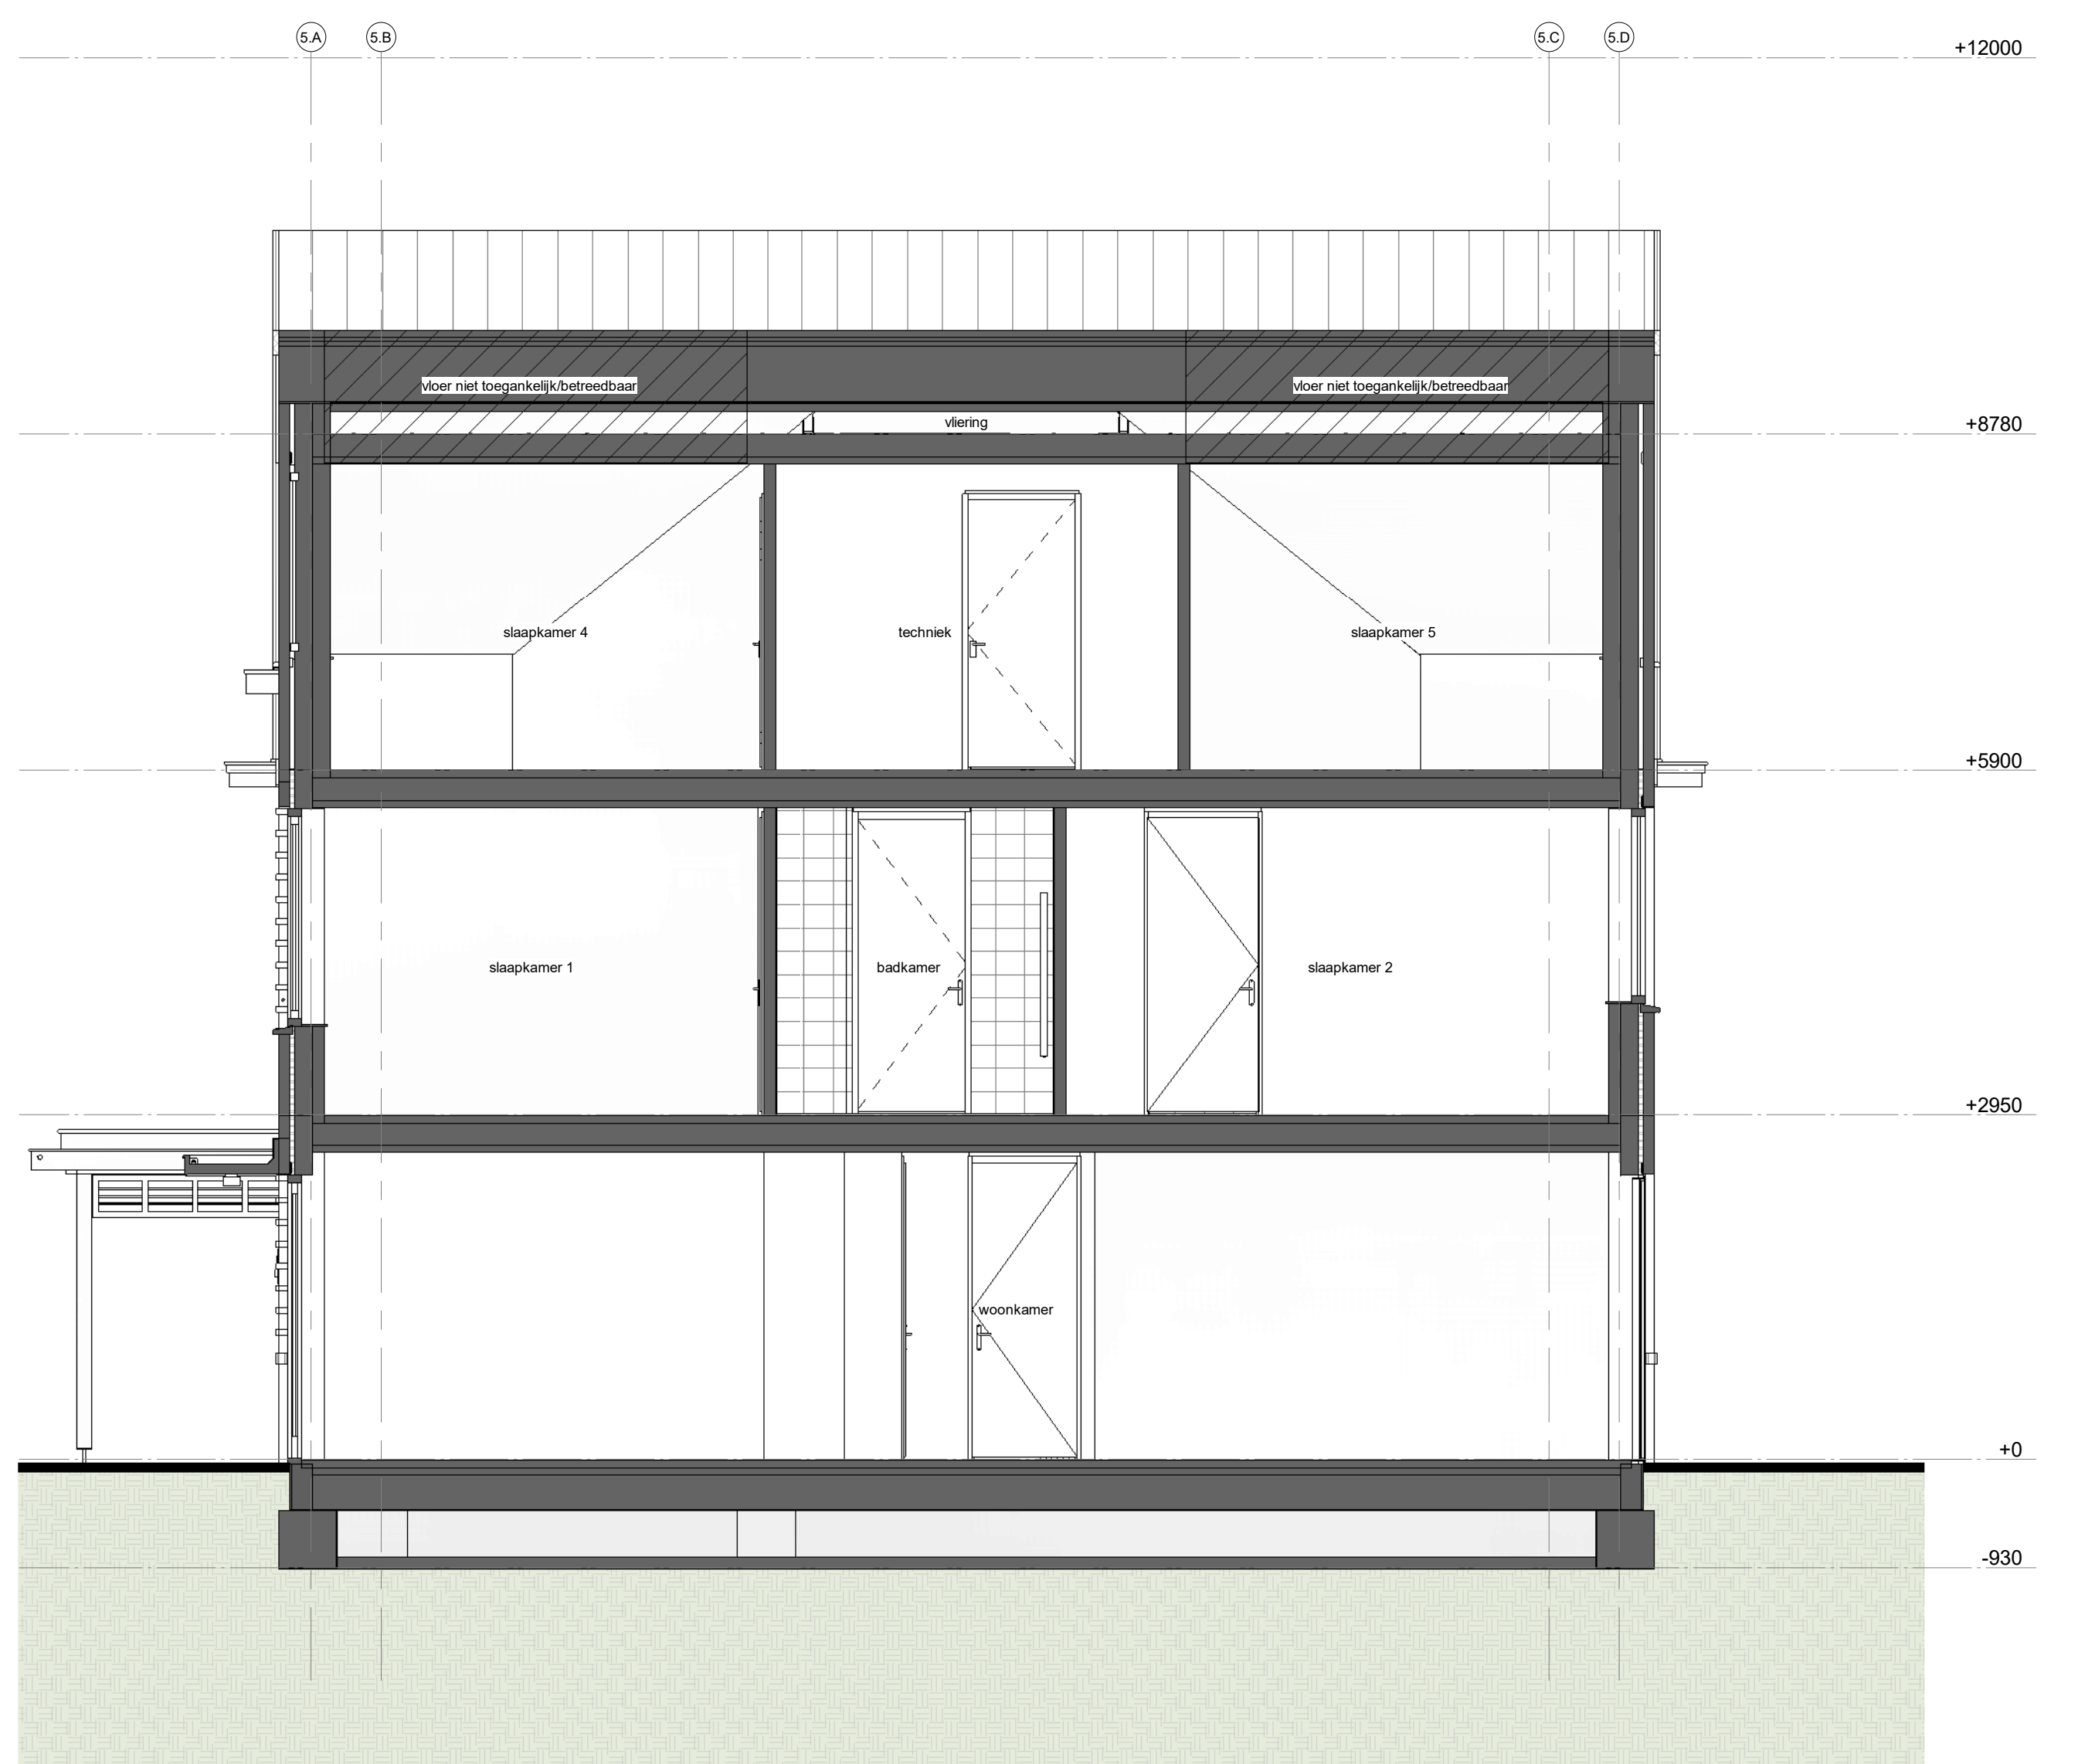 5.A
5.B
5.C
5.D
+12000
vloer niet toegankelijk/betreedbaar
vloer niet toegankelijk/betreedbaar
vliering
+8780
slaapkamer 4
techniek
slaapkamer 5
+5900
slaapkamer 1
badkamer
slaapkamer 2
+2950
woonkamer
+0
-930